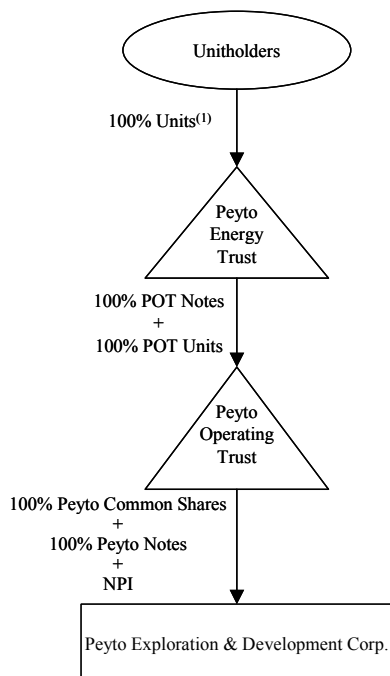 Unitholders
100% Units(1)
Peyto
Energy
Trust
100% POT Notes
+
100% POT Units
Peyto
Operating
Trust
100% Peyto Common Shares
+
100% Peyto Notes
+
NPI
Peyto Exploration & Development Corp.